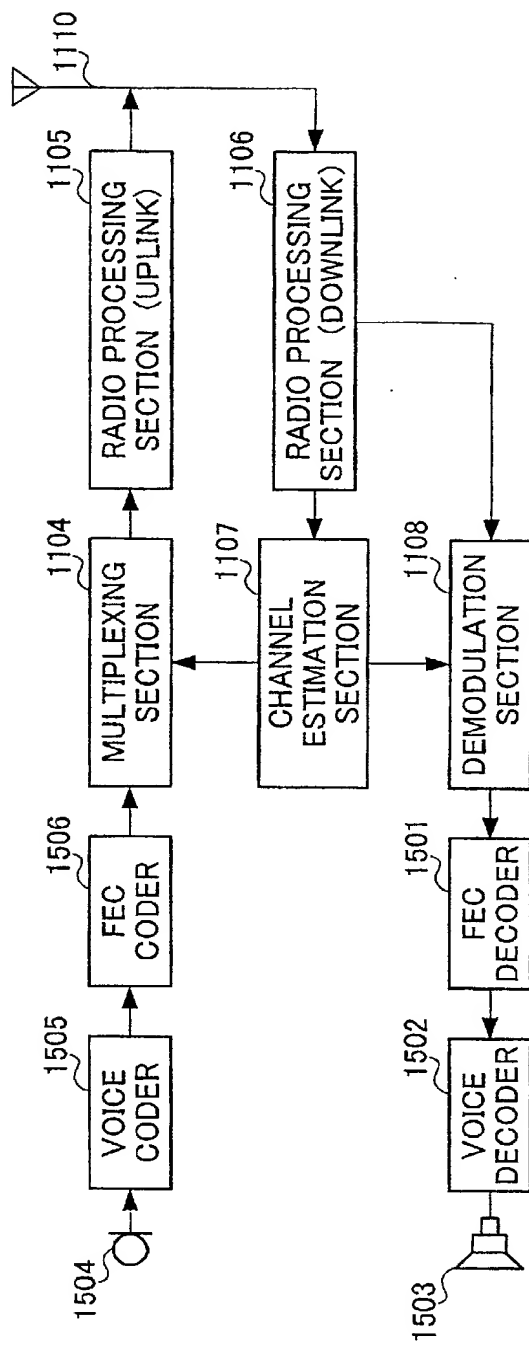 1504
1505
VOICE
CODER
1506
FEC
CODER
1104
MULTIPLEXING
SECTION
1105
RADIO PROCESSING
SECTION (UPLINK)
1110
1107
CHANNEL
ESTIMATION
SECTION
1106
RADIO PROCESSING
SECTION (DOWNLINK)
1503
1502
VOICE
DECODER
1501
FEC
DECODER
1108
DEMODULATION
SECTION